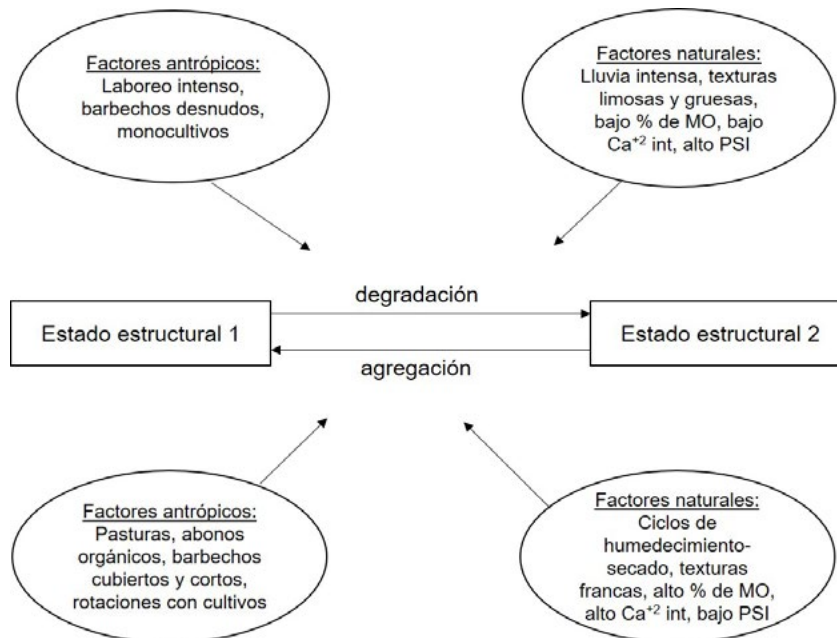 Factores antrópicos:
Laboreo intenso,
barbechos desnudos,
monocultivos
Factores naturales:
Lluvia intensa, texturas
limosas y gruesas,
bajo % de MO, bajo
Ca⁺² int, alto PSI
degradación
Estado estructural 1
Estado estructural 2
agregación
Factores antrópicos:
Pasturas, abonos
orgánicos, barbechos
cubiertos y cortos,
rotaciones con cultivos
Factores naturales:
Ciclos de
humedecimiento-
secado, texturas
francas, alto % de MO,
alto Ca⁺² int, bajo PSI